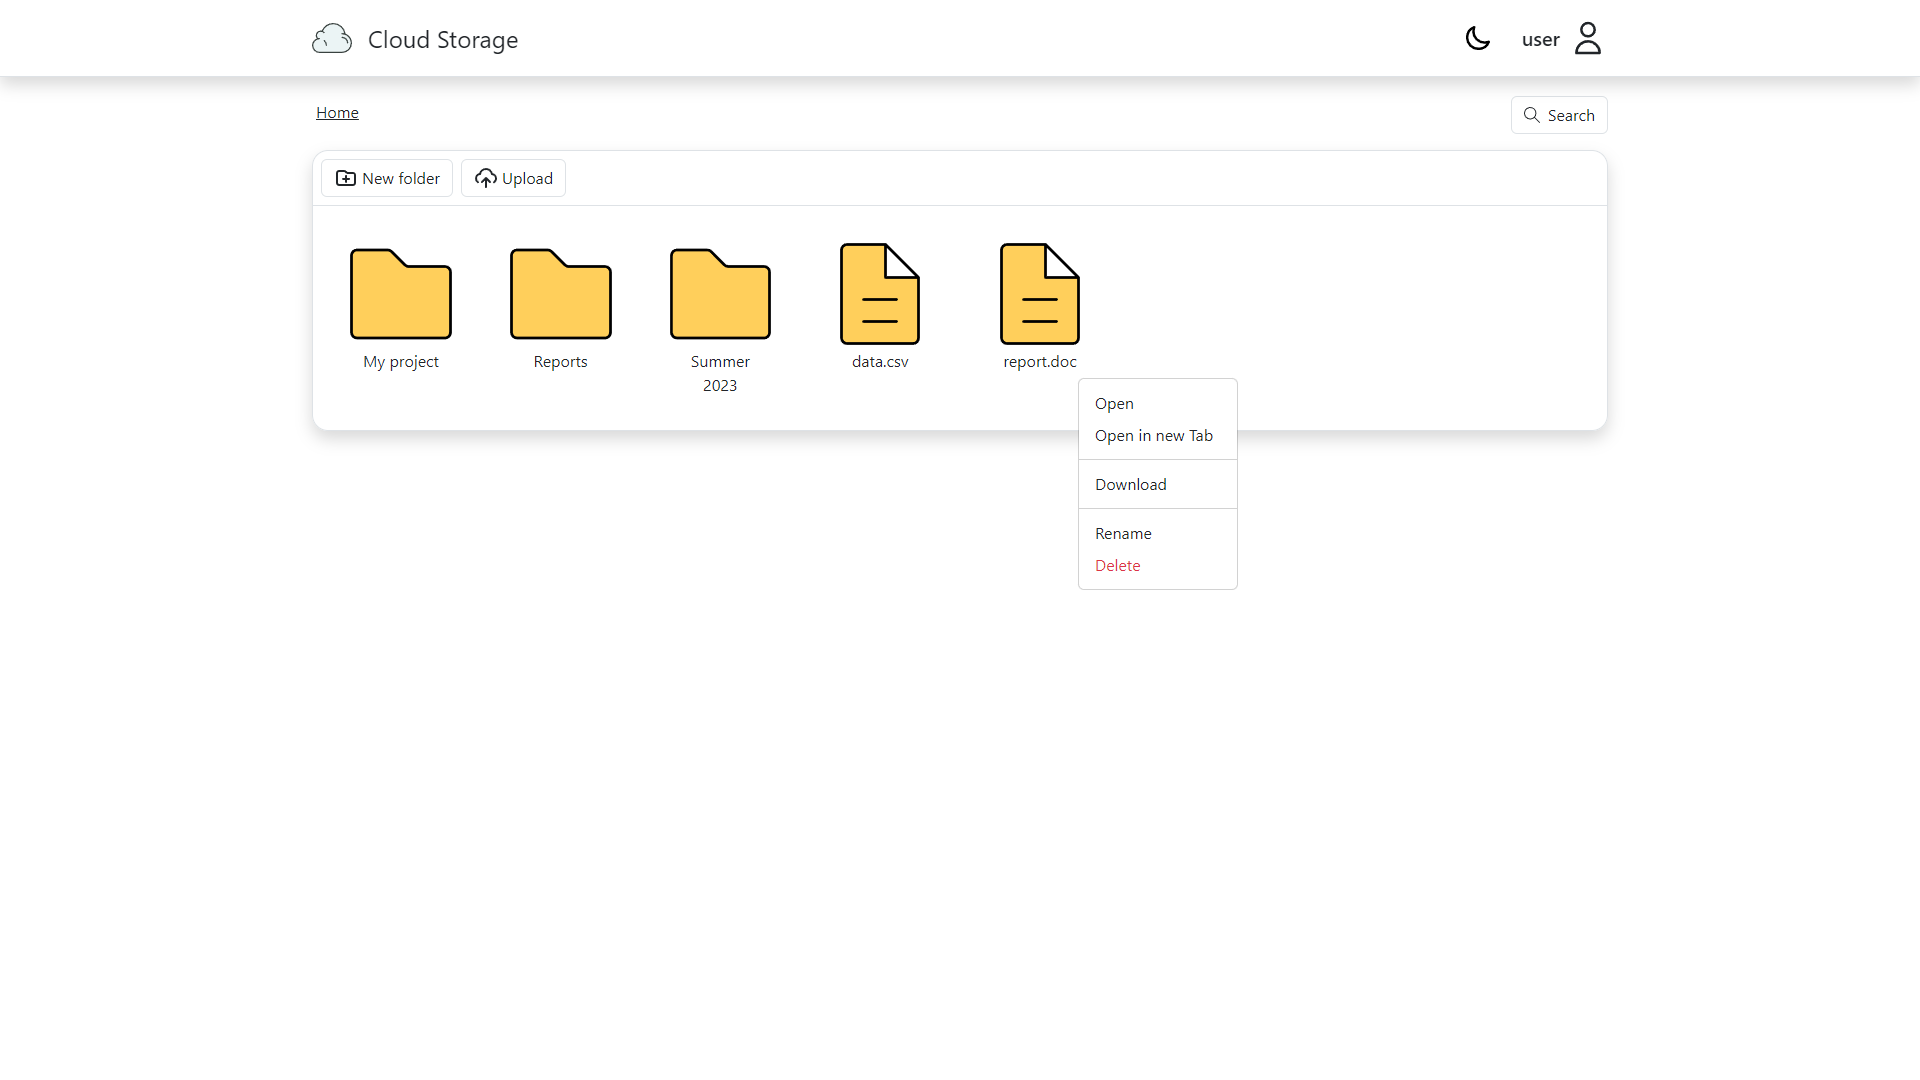 Cloud Storage
user
Home
Search
New folder
Upload
My project
Reports
Summer
2023
data.csv
report.doc
Open
Open in new Tab
Download
Rename
Delete